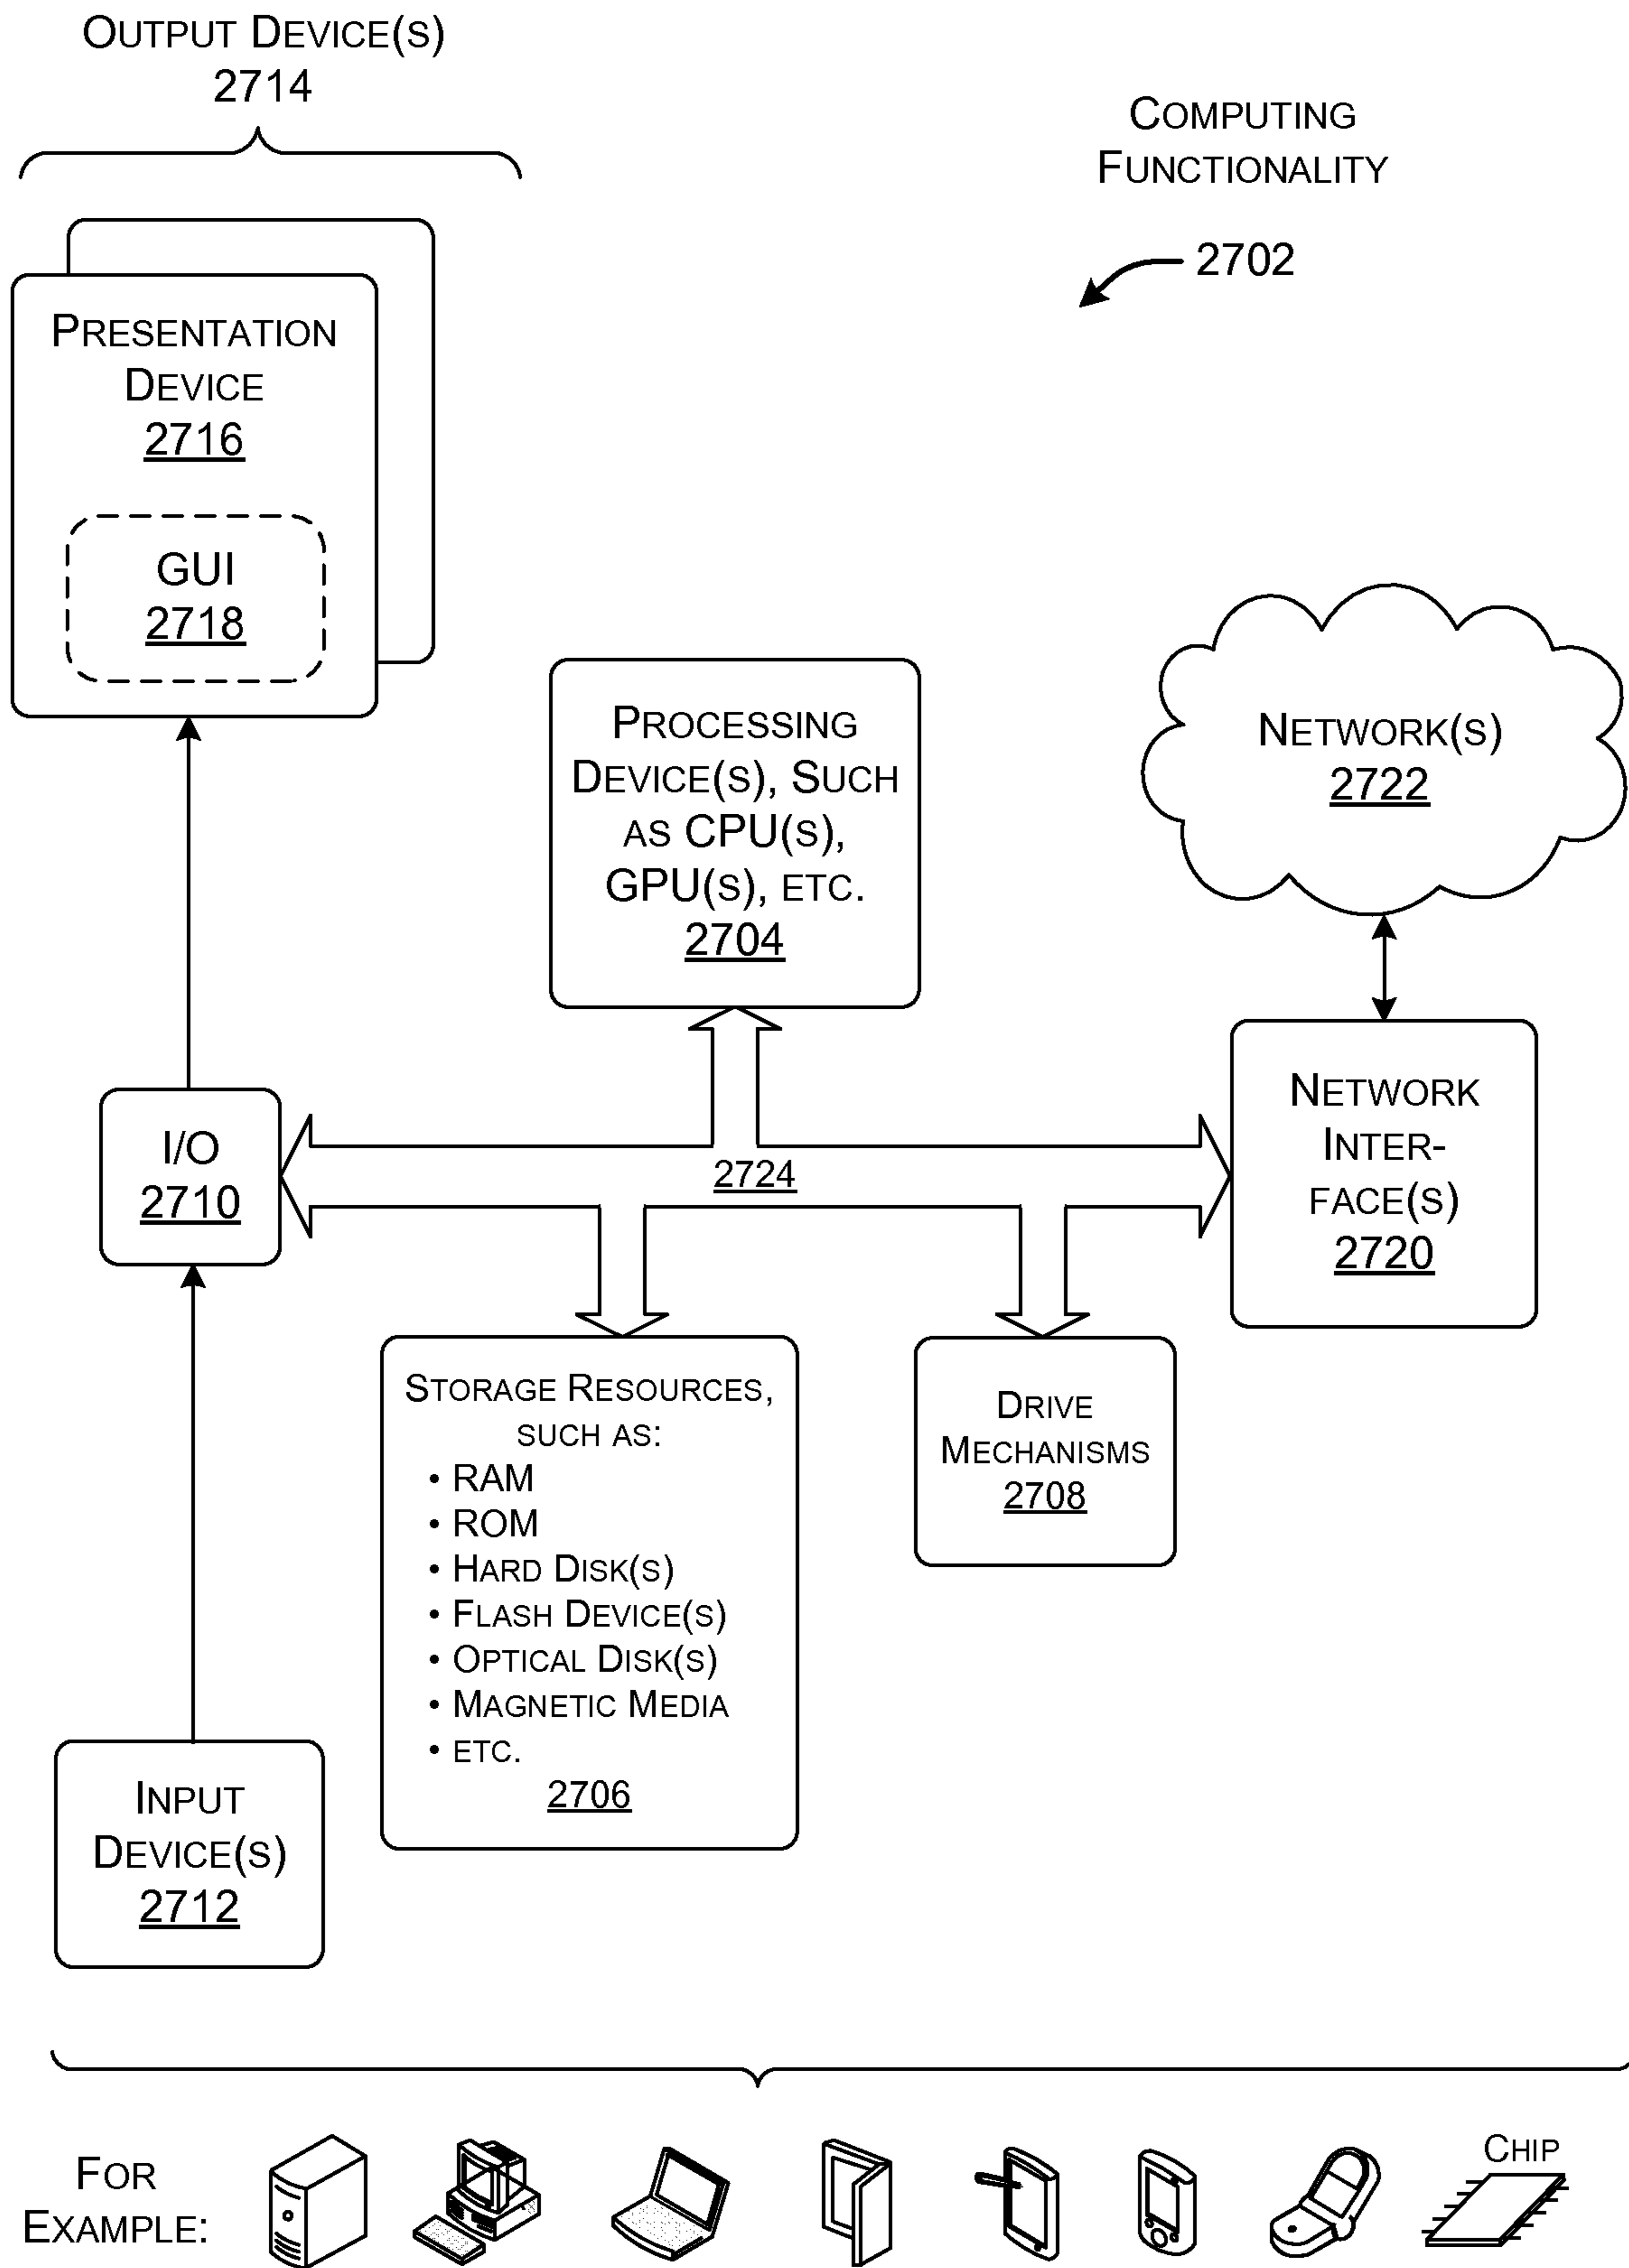 OUTPUT DEVICE(S)
2714
COMPUTING
FUNCTIONALITY
2702
PRESENTATION
DEVICE
2716
GUI
2718
PROCESSING
DEVICE(S), SUCH
AS CPU(S),
GPU(S), ETC.
2704
NETWORK(S)
2722
I/O
2710
2724
NETWORK
INTER-
FACE(S)
2720
STORAGE RESOURCES,
SUCH AS:
• RAM
• ROM
• HARD DISK(S)
• FLASH DEVICE(S)
• OPTICAL DISK(S)
• MAGNETIC MEDIA
• ETC.
2706
DRIVE
MECHANISMS
2708
INPUT
DEVICE(S)
2712
FOR
EXAMPLE:
CHIP